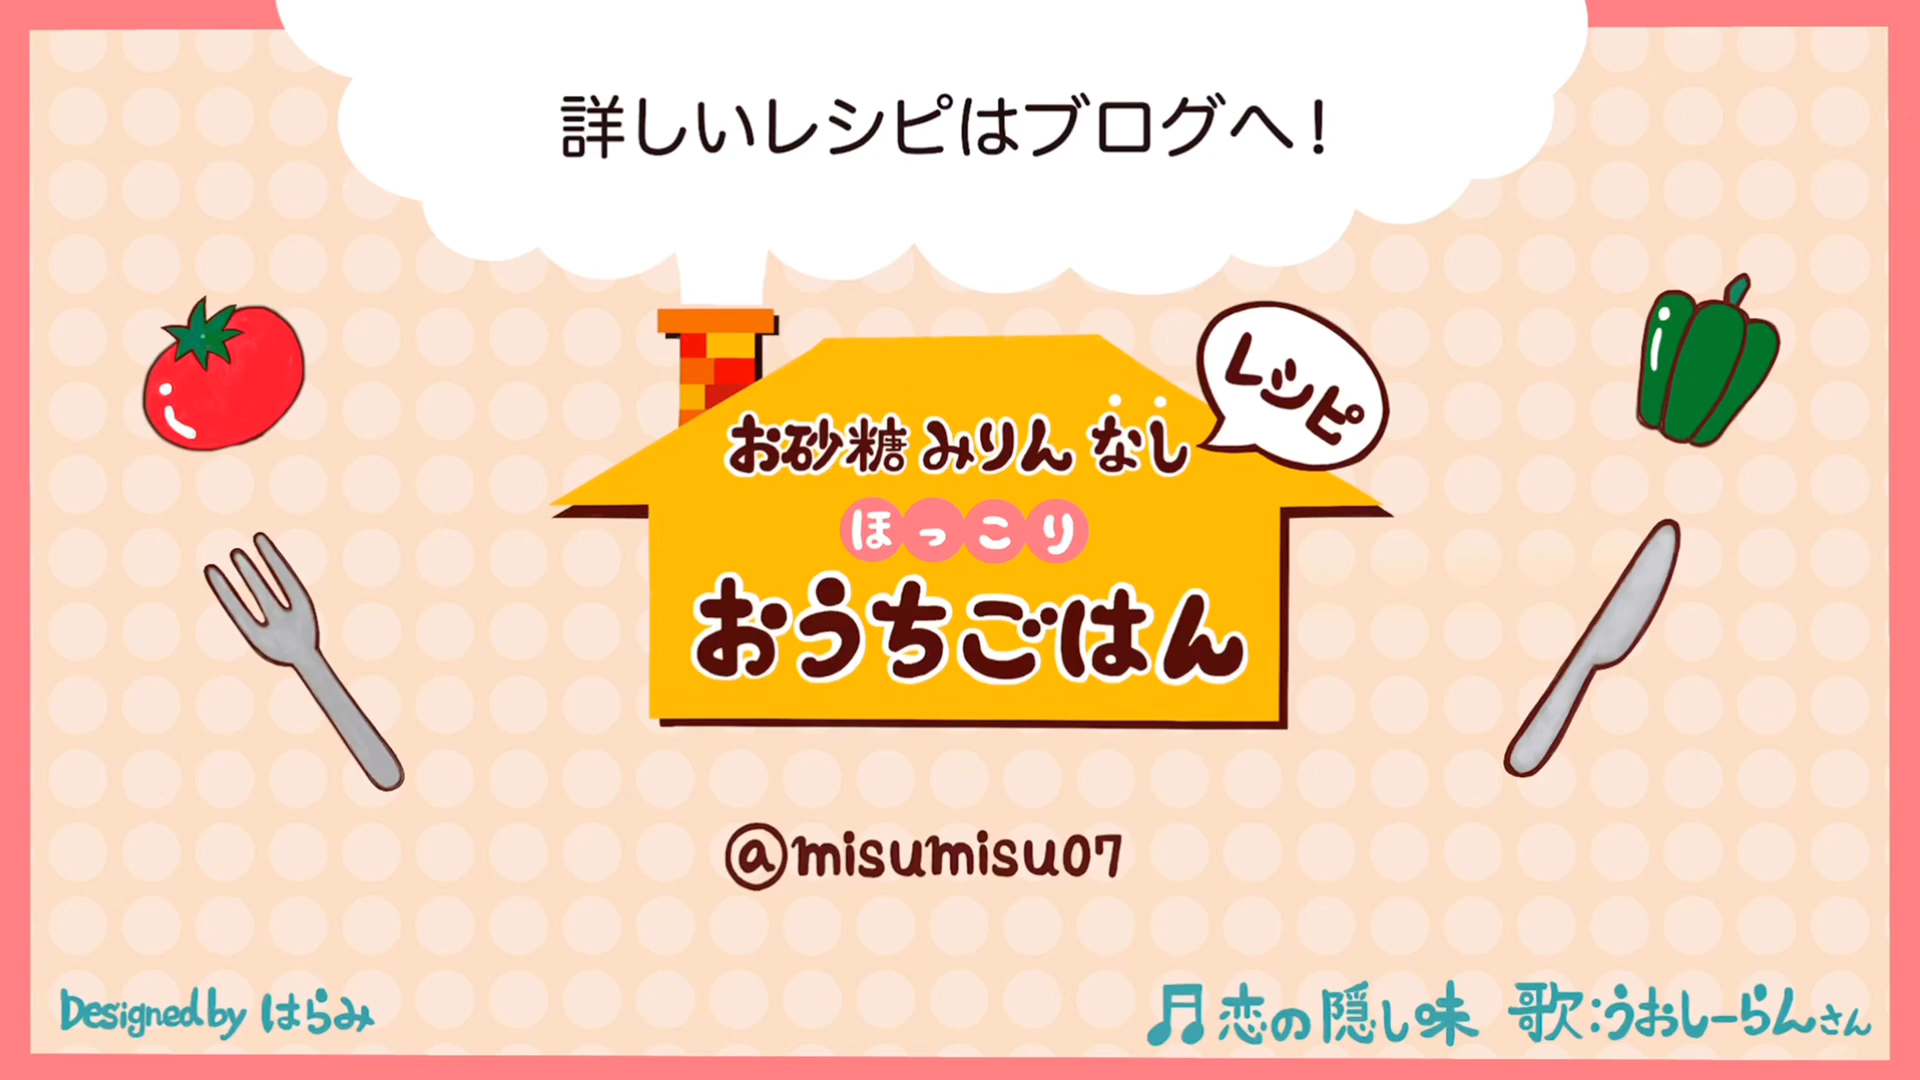 詳しいレシピはブログへ！
レシピ
お砂糖 みりん なし
ほっこり
おうちごはん
@misumisu07
Designed by はらみ
♫ 恋の隠し味 歌:うおしーらんさん